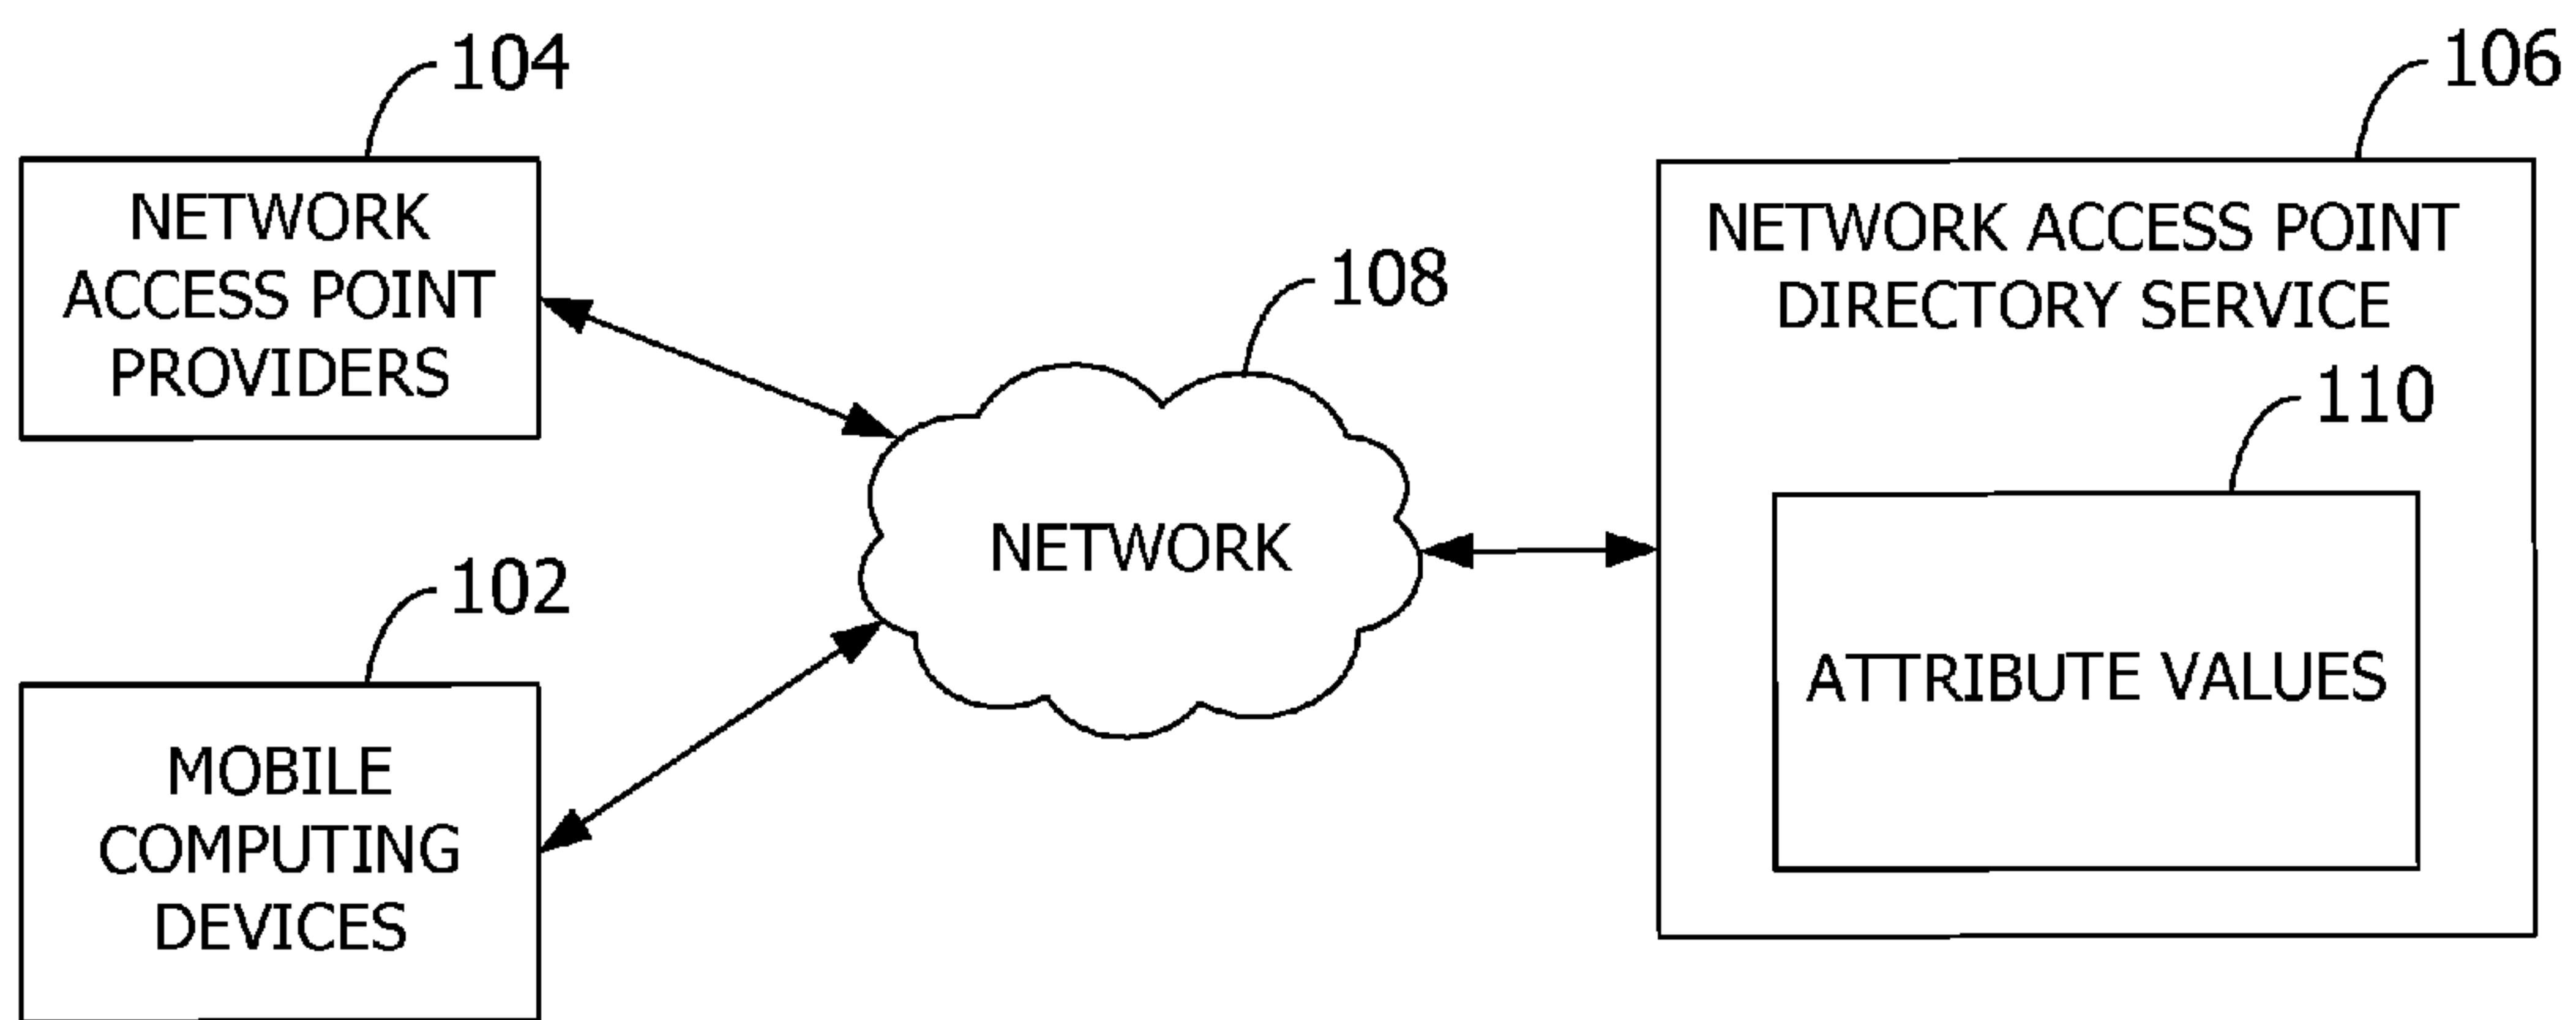 104
NETWORK
ACCESS POINT
PROVIDERS
102
MOBILE
COMPUTING
DEVICES
108
NETWORK
106
NETWORK ACCESS POINT
DIRECTORY SERVICE
110
ATTRIBUTE VALUES